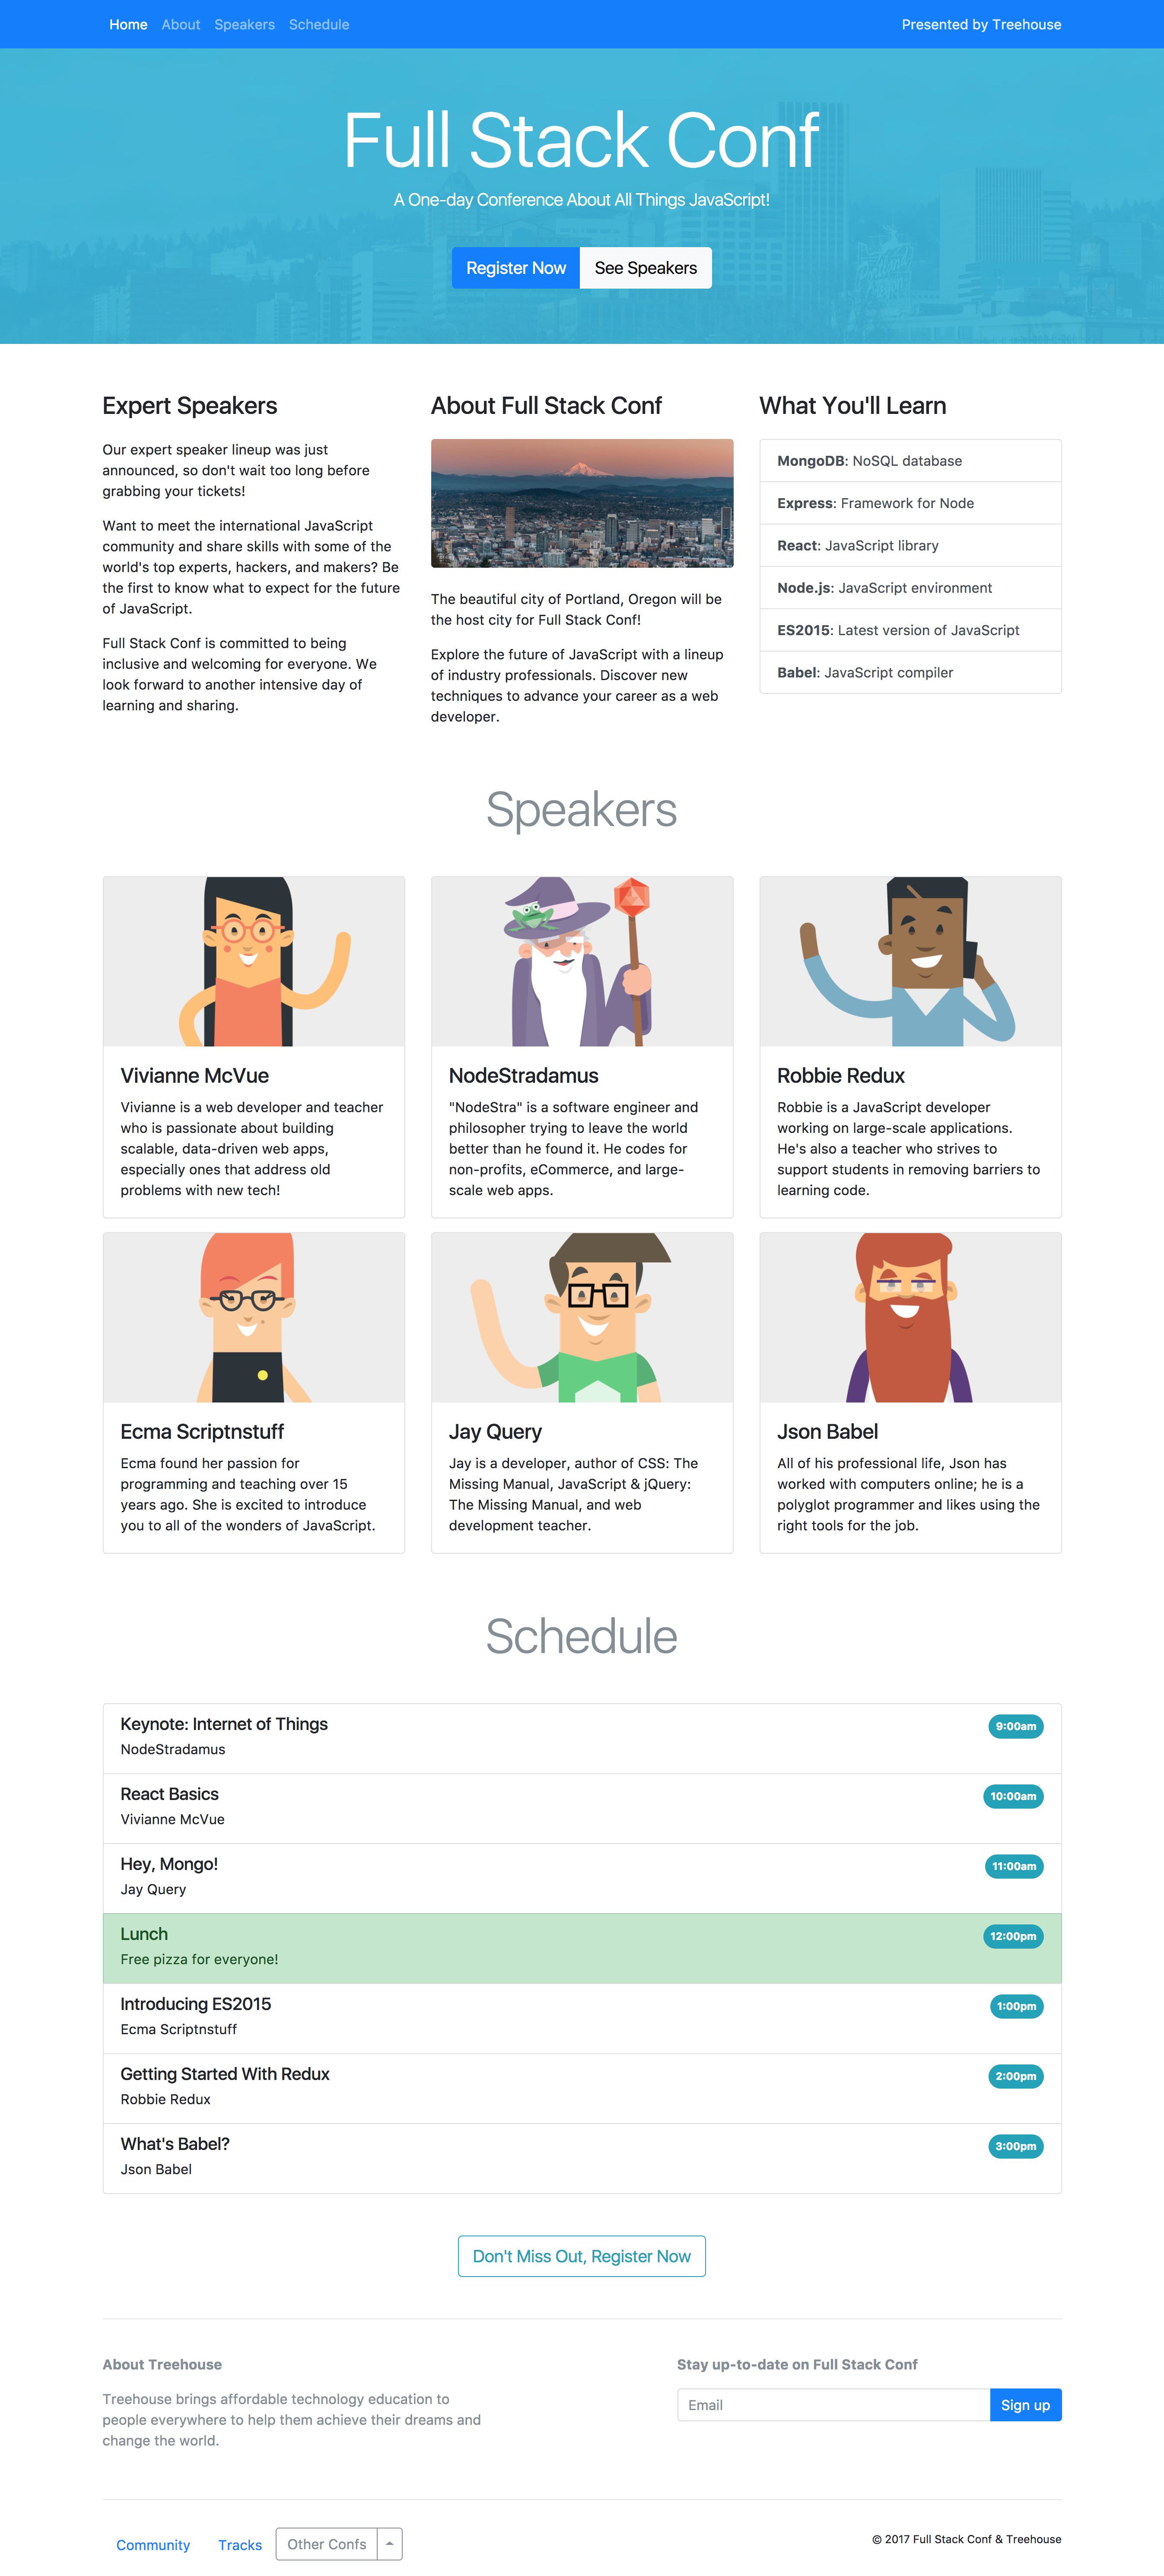 Home About Speakers Schedule Presented by Treehouse
Full Stack Conf
A One-day Conference About All Things JavaScript!
Register Now See Speakers
Expert Speakers
Our expert speaker lineup was just
announced, so don't wait too long before
grabbing your tickets!
Want to meet the international JavaScript
community and share skills with some of the
world's top experts, hackers, and makers? Be
the first to know what to expect for the future
of JavaScript.
Full Stack Conf is committed to being
inclusive and welcoming for everyone. We
look forward to another intensive day of
learning and sharing.
About Full Stack Conf
The beautiful city of Portland, Oregon will be
the host city for Full Stack Conf!
Explore the future of JavaScript with a lineup
of industry professionals. Discover new
techniques to advance your career as a web
developer.
What You'll Learn
MongoDB: NoSQL database
Express: Framework for Node
React: JavaScript library
Node.js: JavaScript environment
ES2015: Latest version of JavaScript
Babel: JavaScript compiler
Speakers
Vivianne McVue
Vivianne is a web developer and teacher
who is passionate about building
scalable, data-driven web apps,
especially ones that address old
problems with new tech!
NodeStradamus
"NodeStra" is a software engineer and
philosopher trying to leave the world
better than he found it. He codes for
non-profits, eCommerce, and large-
scale web apps.
Robbie Redux
Robbie is a JavaScript developer
working on large-scale applications.
He's also a teacher who strives to
support students in removing barriers to
learning code.
Ecma Scriptnstuff
Ecma found her passion for
programming and teaching over 15
years ago. She is excited to introduce
you to all of the wonders of JavaScript.
Jay Query
Jay is a developer, author of CSS: The
Missing Manual, JavaScript & jQuery:
The Missing Manual, and web
development teacher.
Json Babel
All of his professional life, Json has
worked with computers online; he is a
polyglot programmer and likes using the
right tools for the job.
Schedule
Keynote: Internet of Things 9:00am
NodeStradamus
React Basics 10:00am
Vivianne McVue
Hey, Mongo! 11:00am
Jay Query
Lunch 12:00pm
Free pizza for everyone!
Introducing ES2015 1:00pm
Ecma Scriptnstuff
Getting Started With Redux 2:00pm
Robbie Redux
What's Babel? 3:00pm
Json Babel
Don't Miss Out, Register Now
About Treehouse
Treehouse brings affordable technology education to
people everywhere to help them achieve their dreams and
change the world.
Stay up-to-date on Full Stack Conf
Email Sign up
Community Tracks Other Confs © 2017 Full Stack Conf & Treehouse